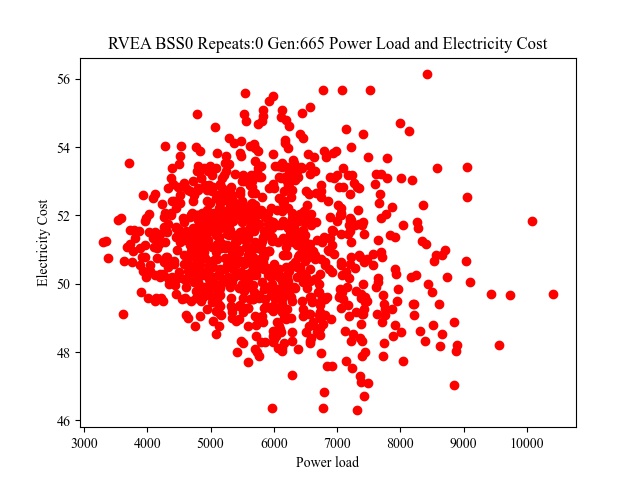 RVEA BSS0 Repeats:0 Gen:665 Power Load and Electricity Cost
56
54
52
50
48
46
Electricity Cost
3000 4000 5000 6000 7000 8000 9000 10000
Power load